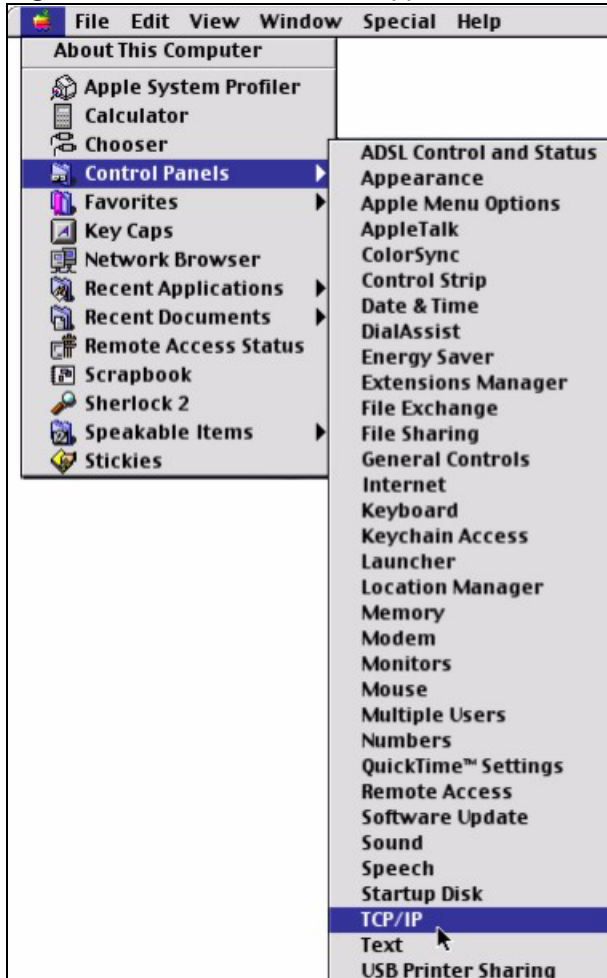 File Edit View Window Special Help
About This Computer
Apple System Profiler
Calculator
Chooser
Control Panels
Favorites
Key Caps
Network Browser
Recent Applications
Recent Documents
Remote Access Status
Scrapbook
Sherlock 2
Speakable Items
Stickies
ADSL Control and Status
Appearance
Apple Menu Options
AppleTalk
ColorSync
Control Strip
Date & Time
DialAssist
Energy Saver
Extensions Manager
File Exchange
File Sharing
General Controls
Internet
Keyboard
Keychain Access
Launcher
Location Manager
Memory
Modem
Monitors
Mouse
Multiple Users
Numbers
QuickTime™ Settings
Remote Access
Software Update
Sound
Speech
Startup Disk
TCP/IP
Text
USB Printer Sharing